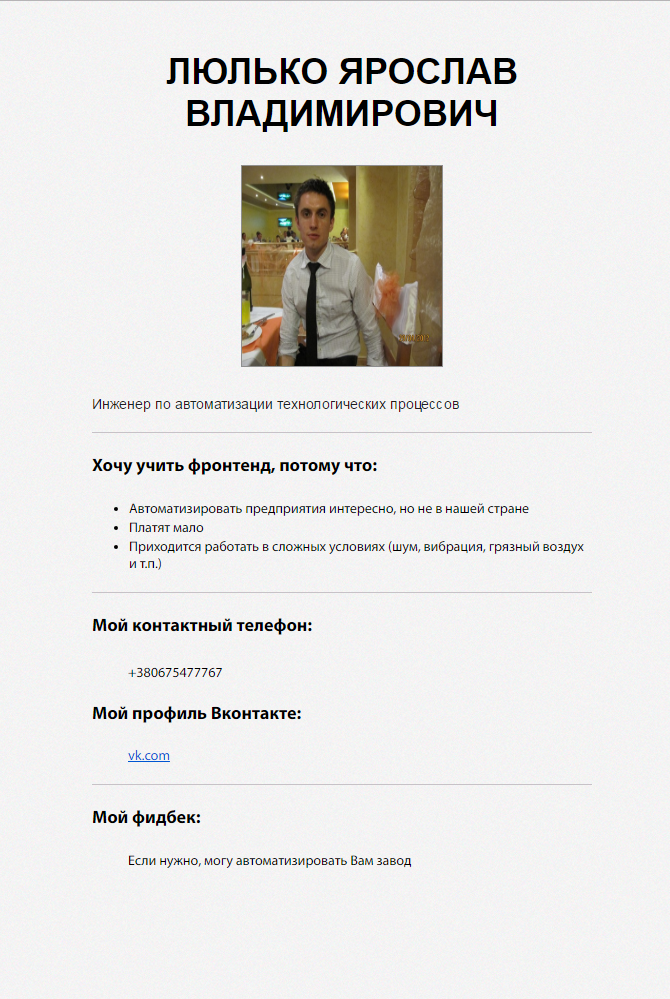 ЛЮЛЬКО ЯРОСЛАВ
ВЛАДИМИРОВИЧ
Инженер по автоматизации технологических процессов
Хочу учить фронтенд, потому что:
Автоматизировать предприятия интересно, но не в нашей стране
Платят мало
Приходится работать в сложных условиях (шум, вибрация, грязный воздух
и т.п.)
Мой контактный телефон:
+380675477767
Мой профиль Вконтакте:
vk.com
Мой фидбек:
Если нужно, могу автоматизировать Вам завод